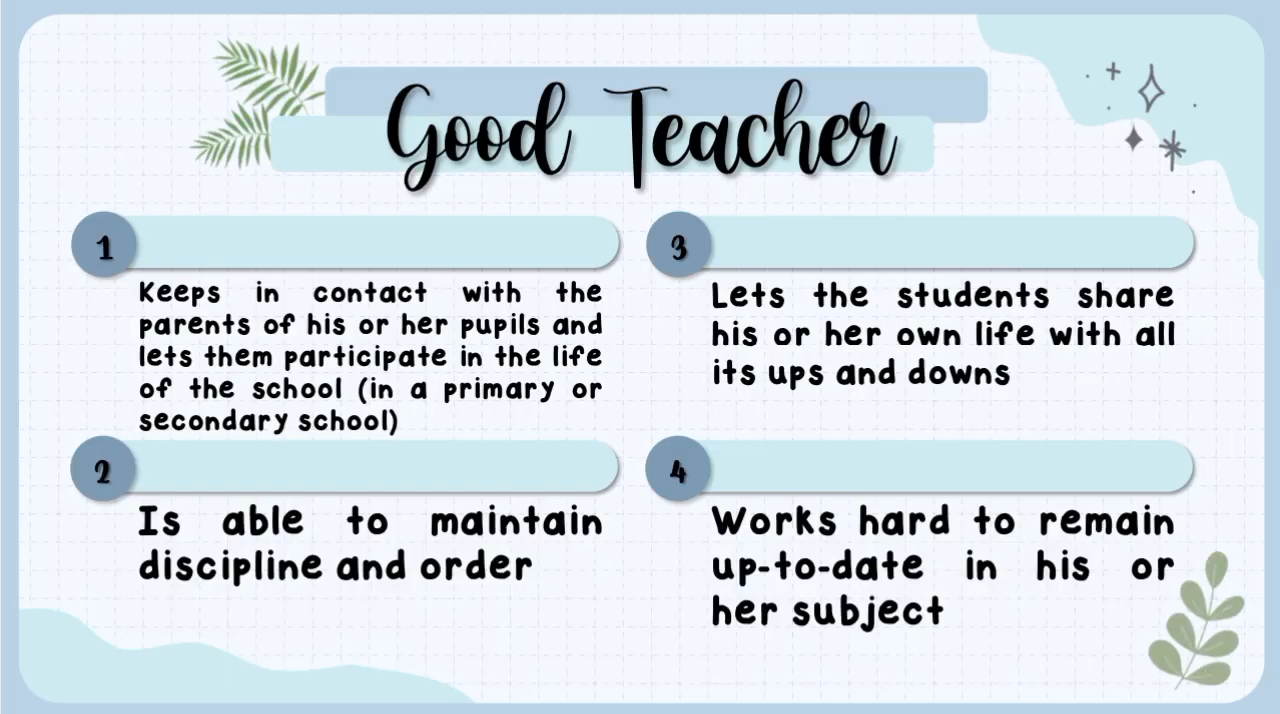 Good Teacher
1
Keeps in contact with the
parents of his or her pupils and
lets them participate in the life
of the school (in a primary or
secondary school)
2
Is able to maintain
discipline and order
3
Lets the students share
his or her own life with all
its ups and downs
4
Works hard to remain
up-to-date in his or
her subject